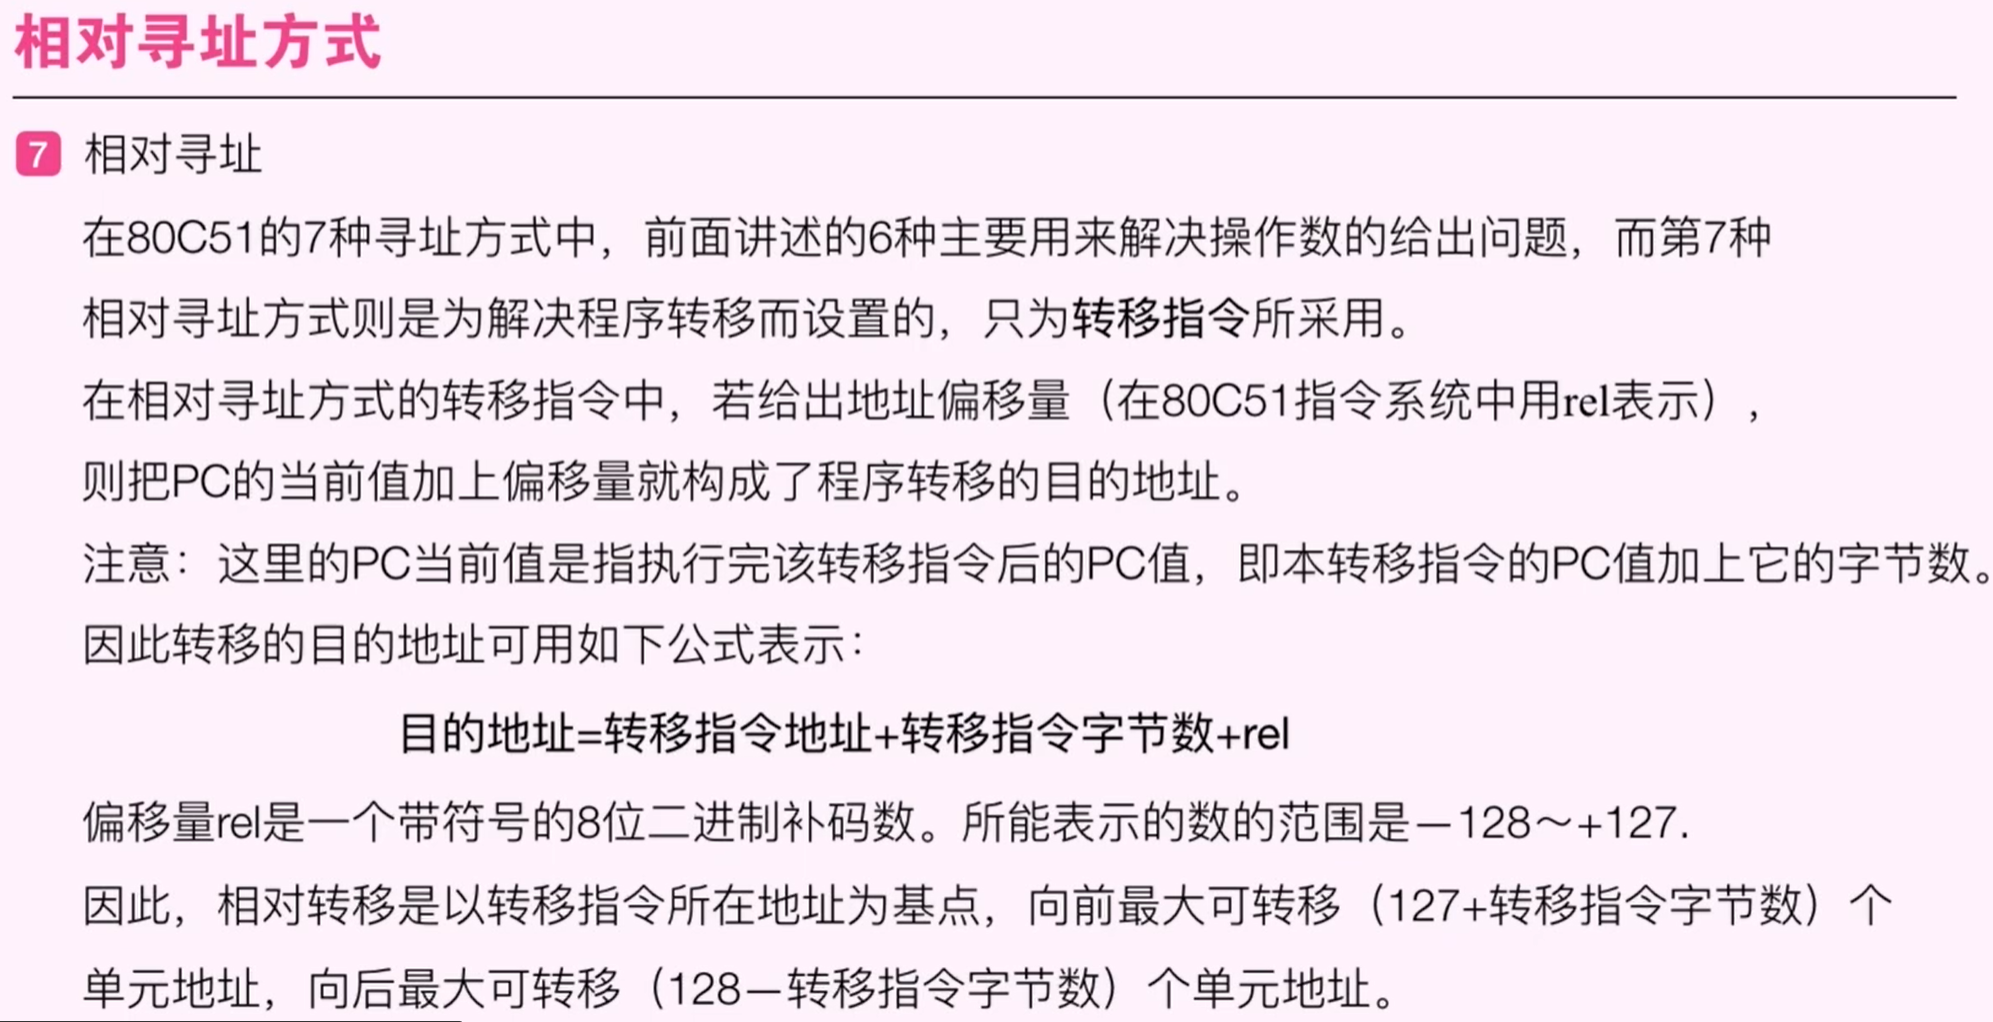 相对寻址方式
7 相对寻址
在80C51的7种寻址方式中，前面讲述的6种主要用来解决操作数的给出问题，而第7种
相对寻址方式则是为解决程序转移而设置的，只为转移指令所采用。
在相对寻址方式的转移指令中，若给出地址偏移量（在80C51指令系统中用rel表示），
则把PC的当前值加上偏移量就构成了程序转移的目的地址。
注意：这里的PC当前值是指执行完该转移指令后的PC值，即本转移指令的PC值加上它的字节数。
因此转移的目的地址可用如下公式表示：
目的地址=转移指令地址+转移指令字节数+rel
偏移量rel是一个带符号的8位二进制补码数。所能表示的数的范围是－128～+127.
因此，相对转移是以转移指令所在地址为基点，向前最大可转移（127+转移指令字节数）个
单元地址，向后最大可转移（128－转移指令字节数）个单元地址。